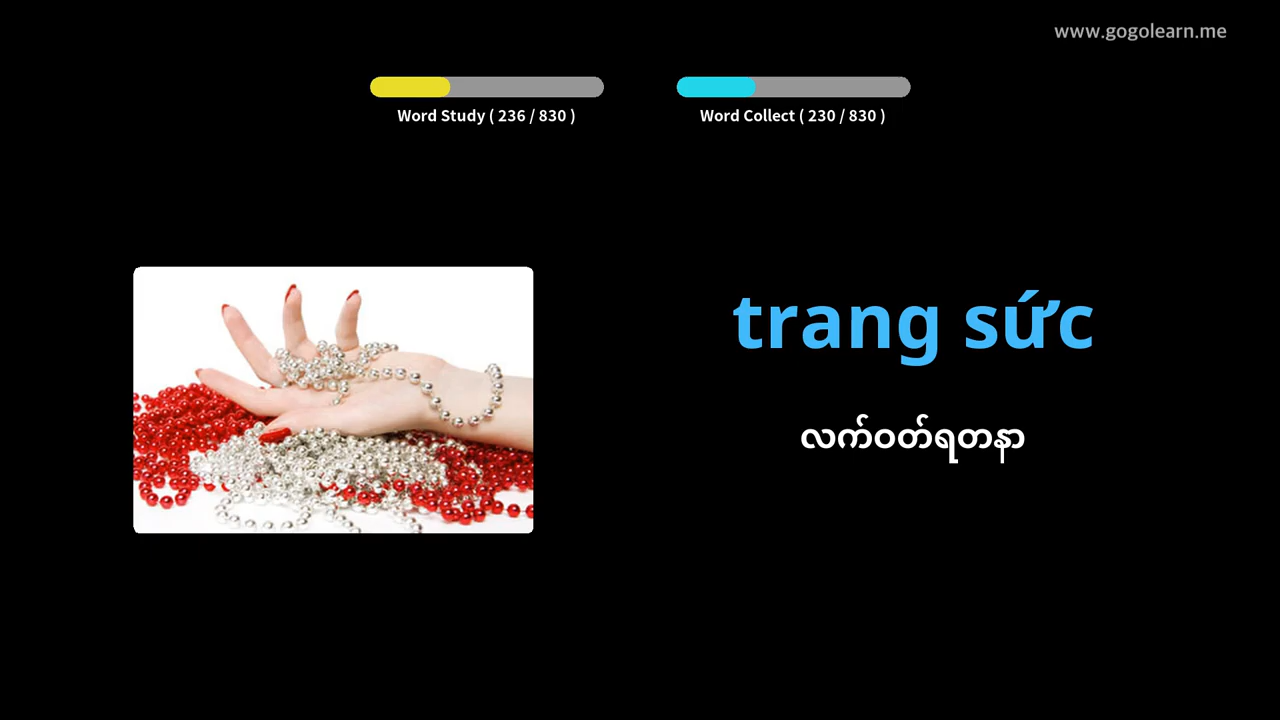 www.gogolearn.me
Word Study ( 236 / 830 )
Word Collect ( 230 / 830 )
trang sức
လက်ဝတ်ရတနာ